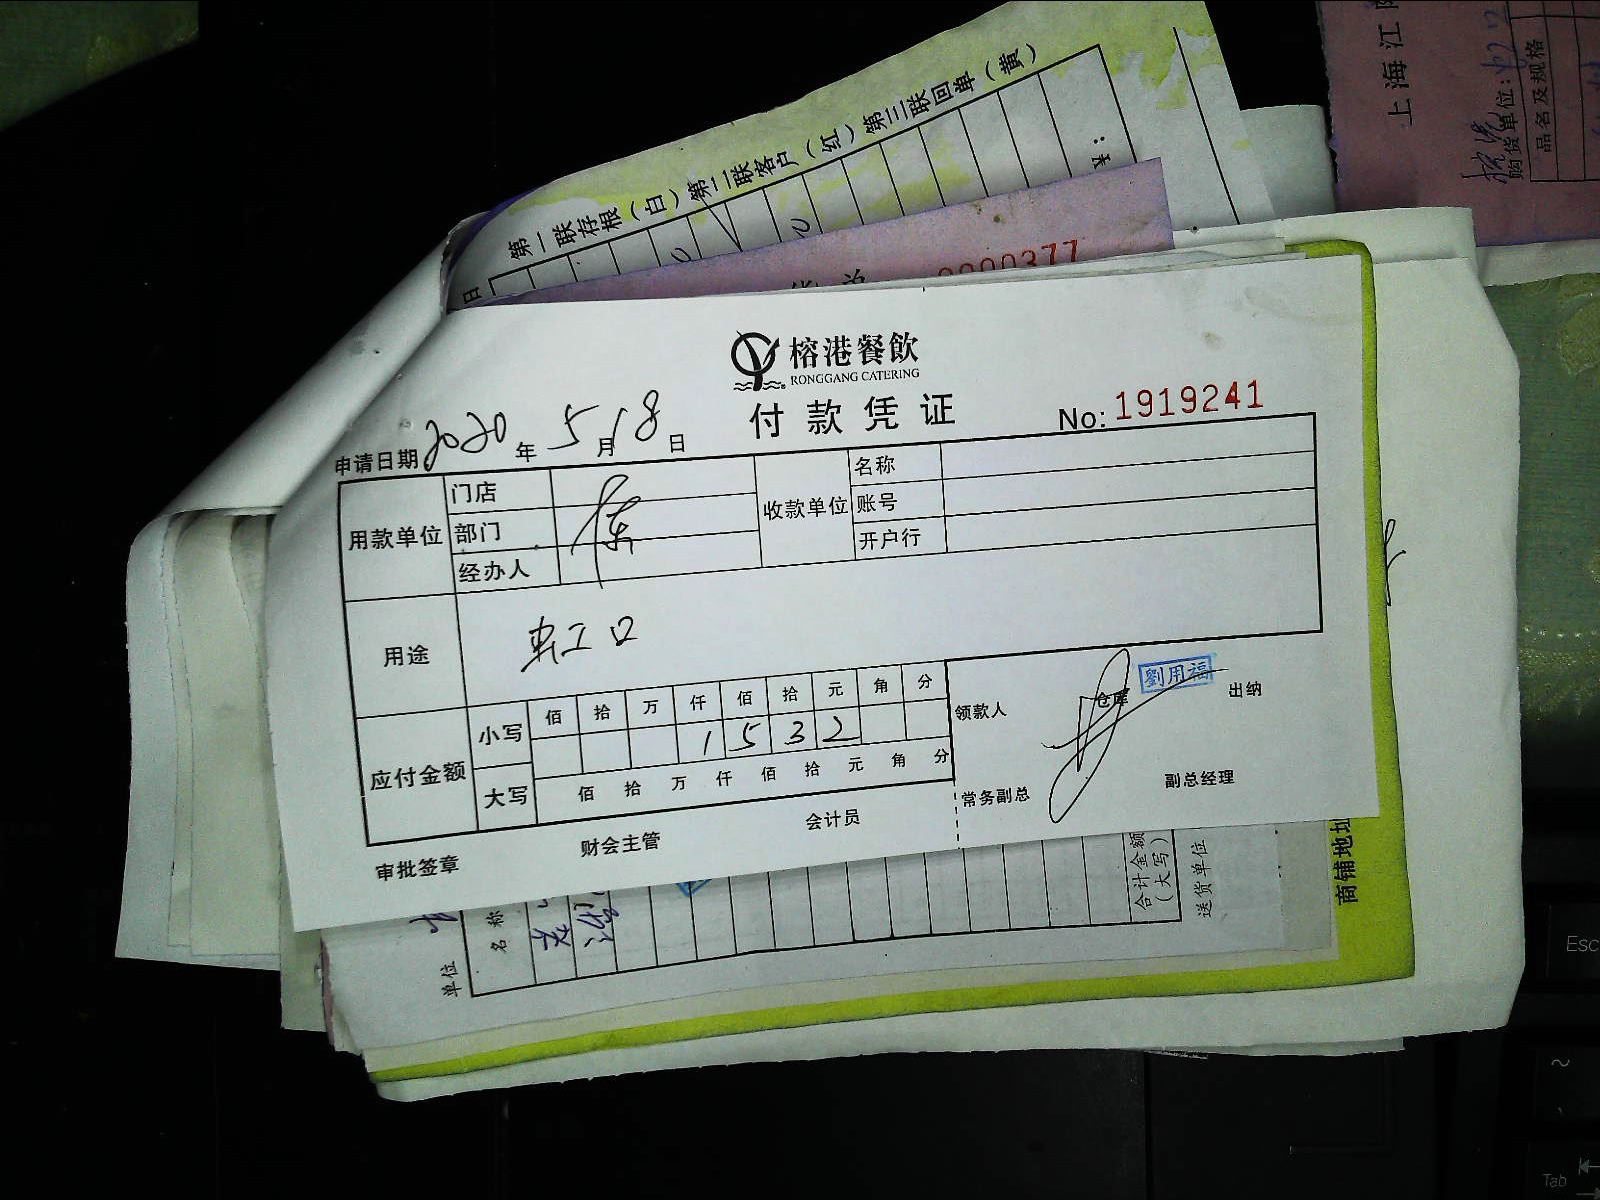 第一联存根（白）第二联客户（红）第三联回单（黄）
¥：
上海江
购货单位：
品名及规格
0000377
榕港餐飲
RONGGANG CATERING
付款凭证
No: 1919241
申请日期 2020 年 5 月 18 日
用款单位 门店 收款单位 名称
部门 账号
经办人 开户行
用途
应付金额 小写 佰 拾 万 仟 佰 拾 元 角 分
1 5 3 2
大写 佰 拾 万 仟 佰 拾 元 角 分
领款人 仓库 劉用福 出纳
常务副总 副总经理
审批签章 财会主管 会计员
单位
名称
合计金额
（大写）
送货单位
商铺地址
Esc
~
Tab